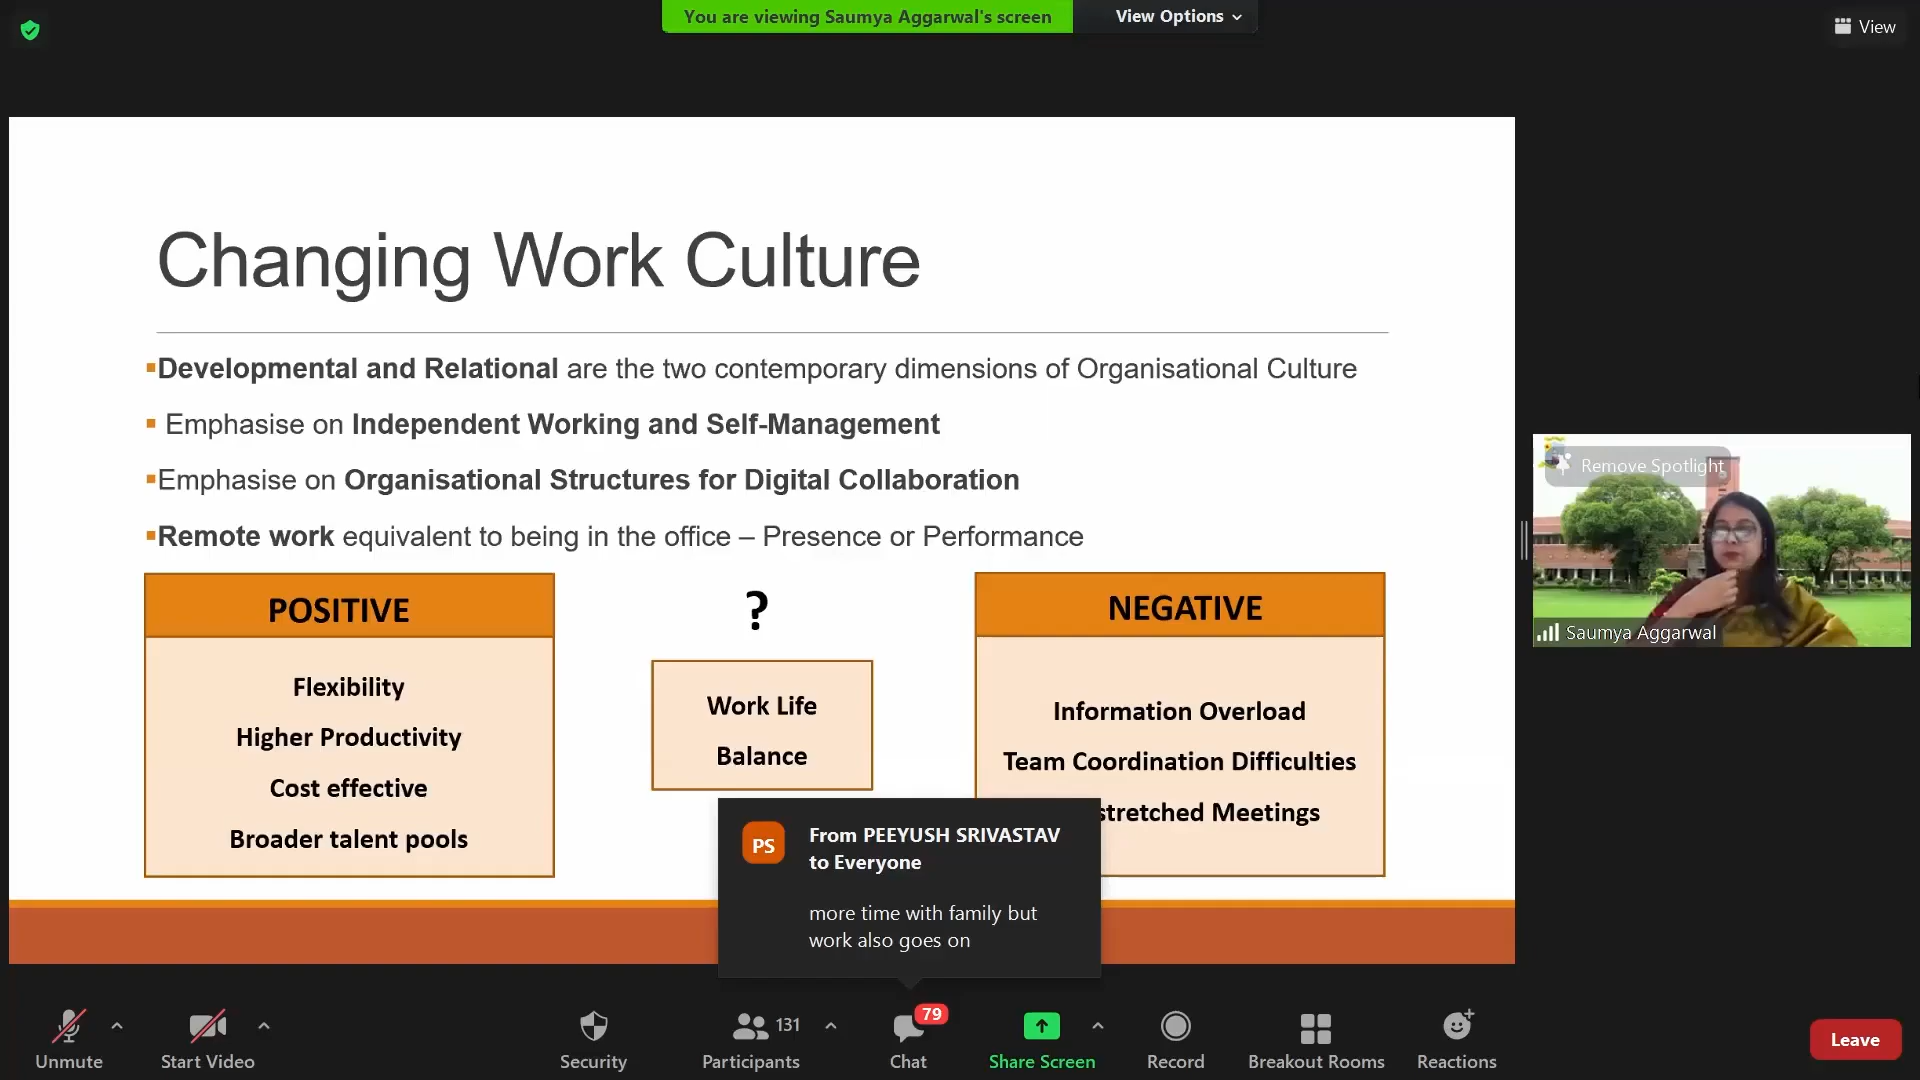 You are viewing Saumya Aggarwal's screen
View Options
View
Changing Work Culture
▪Developmental and Relational are the two contemporary dimensions of Organisational Culture
▪ Emphasise on Independent Working and Self-Management
▪Emphasise on Organisational Structures for Digital Collaboration
▪Remote work equivalent to being in the office – Presence or Performance
POSITIVE
Flexibility
Higher Productivity
Cost effective
Broader talent pools
?
Work Life
Balance
NEGATIVE
Information Overload
Team Coordination Difficulties
Meetings
Remove Spotlight
Saumya Aggarwal
PS
From PEEYUSH SRIVASTAV
to Everyone
more time with family but
work also goes on
Unmute
Start Video
Security
131
Participants
79
Chat
Share Screen
Record
Breakout Rooms
Reactions
Leave